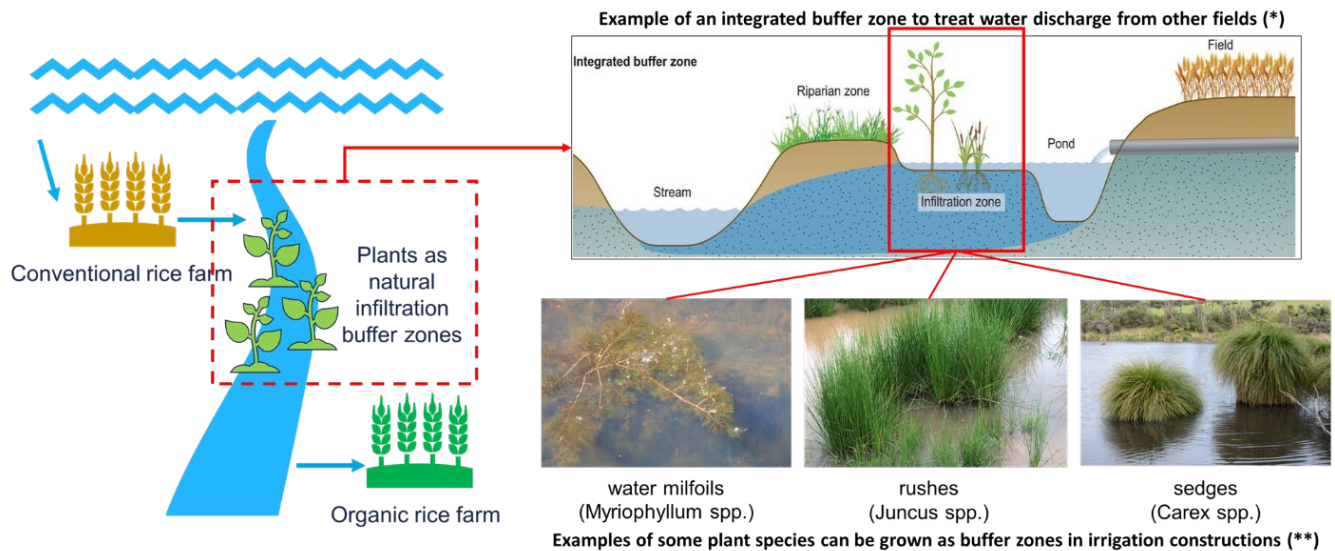 Example of an integrated buffer zone to treat water discharge from other fields (*)
Integrated buffer zone
Field
Riparian zone
Pond
Stream
Infiltration zone
Conventional rice farm
Plants as
natural
infiltration
buffer zones
Organic rice farm
water milfoils
(Myriophyllum spp.)
rushes
(Juncus spp.)
sedges
(Carex spp.)
Examples of some plant species can be grown as buffer zones in irrigation constructions (**)